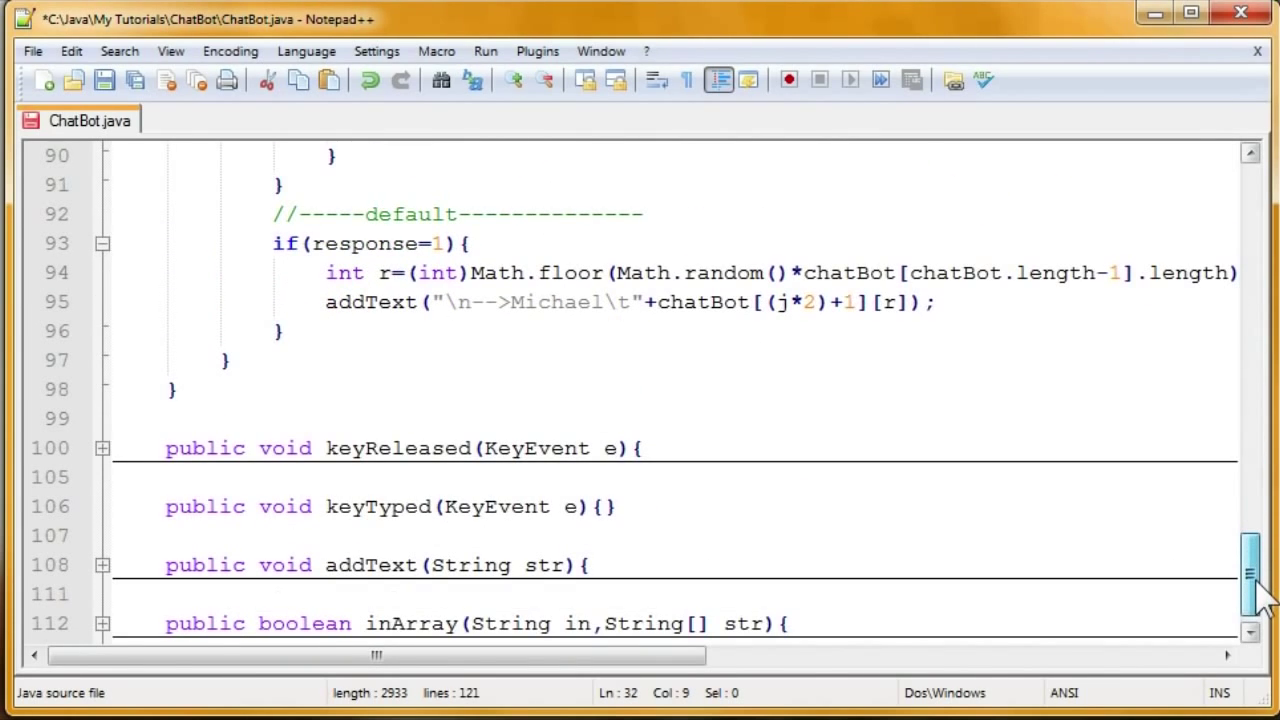 *C:\Java\My Tutorials\ChatBot\ChatBot.java - Notepad++
File Edit Search View Encoding Language Settings Macro Run Plugins Window ? X
ChatBot.java
90 }
91 }
92 //-----default--------------
93 if(response=1){
94 int r=(int)Math.floor(Math.random()*chatBot[chatBot.length-1].length)
95 addText("\n-->Michael\t"+chatBot[(j*2)+1][r]);
96 }
97 }
98 }
99
100 public void keyReleased(KeyEvent e){
105
106 public void keyTyped(KeyEvent e){}
107
108 public void addText(String str){
111
112 public boolean inArray(String in,String[] str){
Java source file length : 2933 lines : 121 Ln : 32 Col : 9 Sel : 0 Dos\Windows ANSI INS